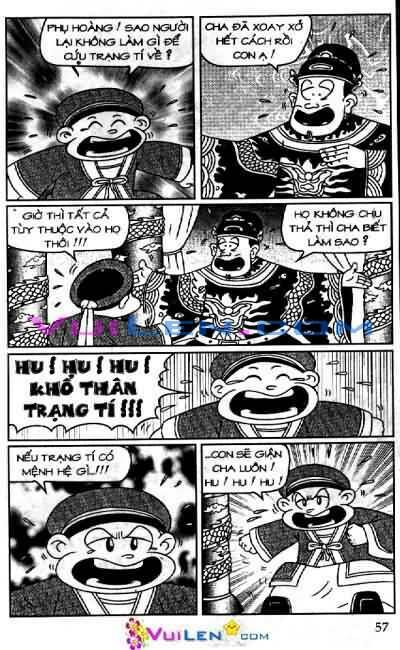 PHỤ HOÀNG! SAO NGƯỜI
LẠI KHÔNG LÀM GÌ ĐỂ
CỨU TRẠNG TÍ VỀ?
CHA ĐÃ XOAY XỞ
HẾT CÁCH RỒI
CON Ạ!
GIỜ THÌ TẤT CẢ
TÙY THUỘC VÀO HỌ
THÔI!!!
HỌ KHÔNG CHỊU
THẢ THÌ CHA BIẾT
LÀM SAO?
VUILEN.COM
HU! HU! HU!
KHỔ THÂN
TRẠNG TÍ!!!
NẾU TRẠNG TÍ CÓ
MỆNH HỆ GÌ...!!!
...CON SẼ GIẬN
CHA LUÔN!
HU! HU! HU!
57
VUILEN.COM